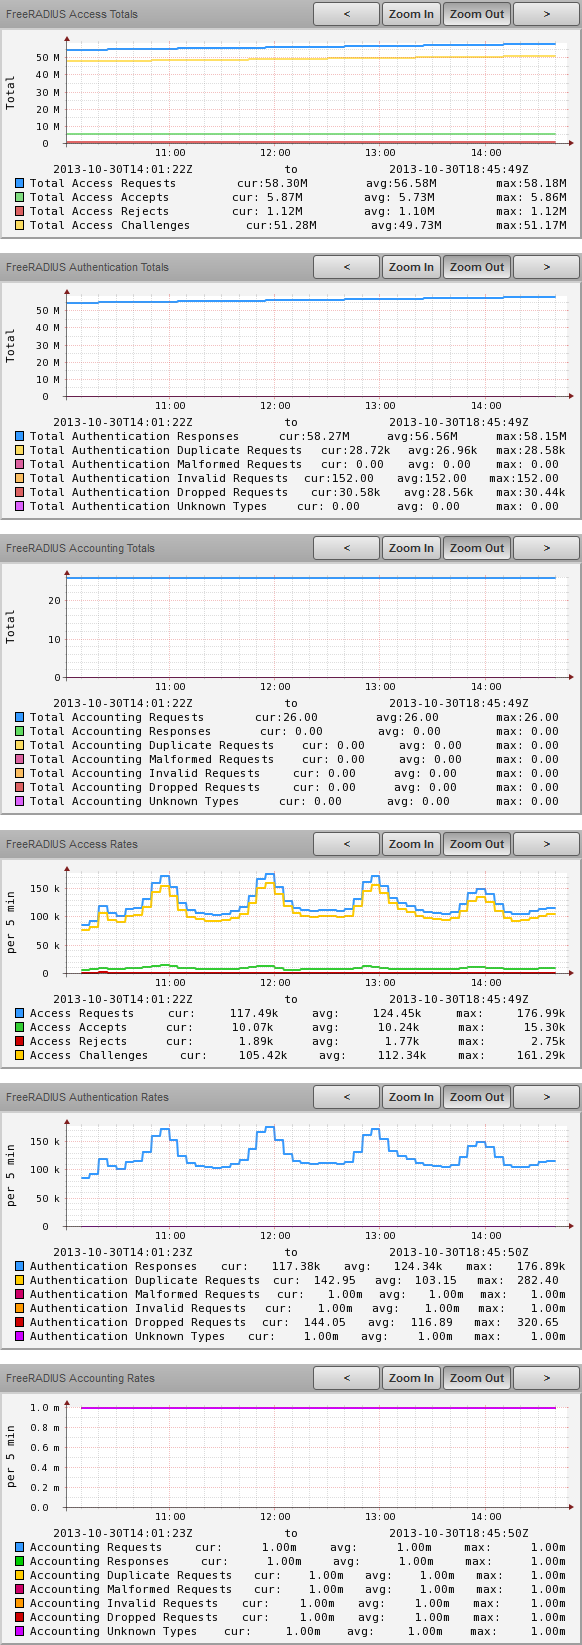 FreeRADIUS Access Totals < Zoom In Zoom Out >
50 M
40 M
30 M
20 M
10 M
0
Total
11:00 12:00 13:00 14:00
2013-10-30T14:01:22Z to 2013-10-30T18:45:49Z
Total Access Requests cur:58.30M avg:56.58M max:58.18M
Total Access Accepts cur: 5.87M avg: 5.73M max: 5.86M
Total Access Rejects cur: 1.12M avg: 1.10M max: 1.12M
Total Access Challenges cur:51.28M avg:49.73M max:51.17M
FreeRADIUS Authentication Totals < Zoom In Zoom Out >
50 M
40 M
30 M
20 M
10 M
0
Total
11:00 12:00 13:00 14:00
2013-10-30T14:01:22Z to 2013-10-30T18:45:49Z
Total Authentication Responses cur:58.27M avg:56.56M max:58.15M
Total Authentication Duplicate Requests cur:28.72k avg:26.96k max:28.58k
Total Authentication Malformed Requests cur: 0.00 avg: 0.00 max: 0.00
Total Authentication Invalid Requests cur:152.00 avg:152.00 max:152.00
Total Authentication Dropped Requests cur:30.58k avg:28.56k max:30.44k
Total Authentication Unknown Types cur: 0.00 avg: 0.00 max: 0.00
FreeRADIUS Accounting Totals < Zoom In Zoom Out >
20
10
0
Total
11:00 12:00 13:00 14:00
2013-10-30T14:01:22Z to 2013-10-30T18:45:49Z
Total Accounting Requests cur:26.00 avg:26.00 max:26.00
Total Accounting Responses cur: 0.00 avg: 0.00 max: 0.00
Total Accounting Duplicate Requests cur: 0.00 avg: 0.00 max: 0.00
Total Accounting Malformed Requests cur: 0.00 avg: 0.00 max: 0.00
Total Accounting Invalid Requests cur: 0.00 avg: 0.00 max: 0.00
Total Accounting Dropped Requests cur: 0.00 avg: 0.00 max: 0.00
Total Accounting Unknown Types cur: 0.00 avg: 0.00 max: 0.00
FreeRADIUS Access Rates < Zoom In Zoom Out >
150 k
100 k
50 k
0
per 5 min
11:00 12:00 13:00 14:00
2013-10-30T14:01:22Z to 2013-10-30T18:45:49Z
Access Requests cur: 117.49k avg: 124.45k max: 176.99k
Access Accepts cur: 10.07k avg: 10.24k max: 15.30k
Access Rejects cur: 1.89k avg: 1.77k max: 2.75k
Access Challenges cur: 105.42k avg: 112.34k max: 161.29k
FreeRADIUS Authentication Rates < Zoom In Zoom Out >
150 k
100 k
50 k
0
per 5 min
11:00 12:00 13:00 14:00
2013-10-30T14:01:23Z to 2013-10-30T18:45:50Z
Authentication Responses cur: 117.38k avg: 124.34k max: 176.89k
Authentication Duplicate Requests cur: 142.95 avg: 103.15 max: 282.40
Authentication Malformed Requests cur: 1.00m avg: 1.00m max: 1.00m
Authentication Invalid Requests cur: 1.00m avg: 1.00m max: 1.00m
Authentication Dropped Requests cur: 144.05 avg: 116.89 max: 320.65
Authentication Unknown Types cur: 1.00m avg: 1.00m max: 1.00m
FreeRADIUS Accounting Rates < Zoom In Zoom Out >
1.0 m
0.8 m
0.6 m
0.4 m
0.2 m
0.0
per 5 min
11:00 12:00 13:00 14:00
2013-10-30T14:01:23Z to 2013-10-30T18:45:50Z
Accounting Requests cur: 1.00m avg: 1.00m max: 1.00m
Accounting Responses cur: 1.00m avg: 1.00m max: 1.00m
Accounting Duplicate Requests cur: 1.00m avg: 1.00m max: 1.00m
Accounting Malformed Requests cur: 1.00m avg: 1.00m max: 1.00m
Accounting Invalid Requests cur: 1.00m avg: 1.00m max: 1.00m
Accounting Dropped Requests cur: 1.00m avg: 1.00m max: 1.00m
Accounting Unknown Types cur: 1.00m avg: 1.00m max: 1.00m